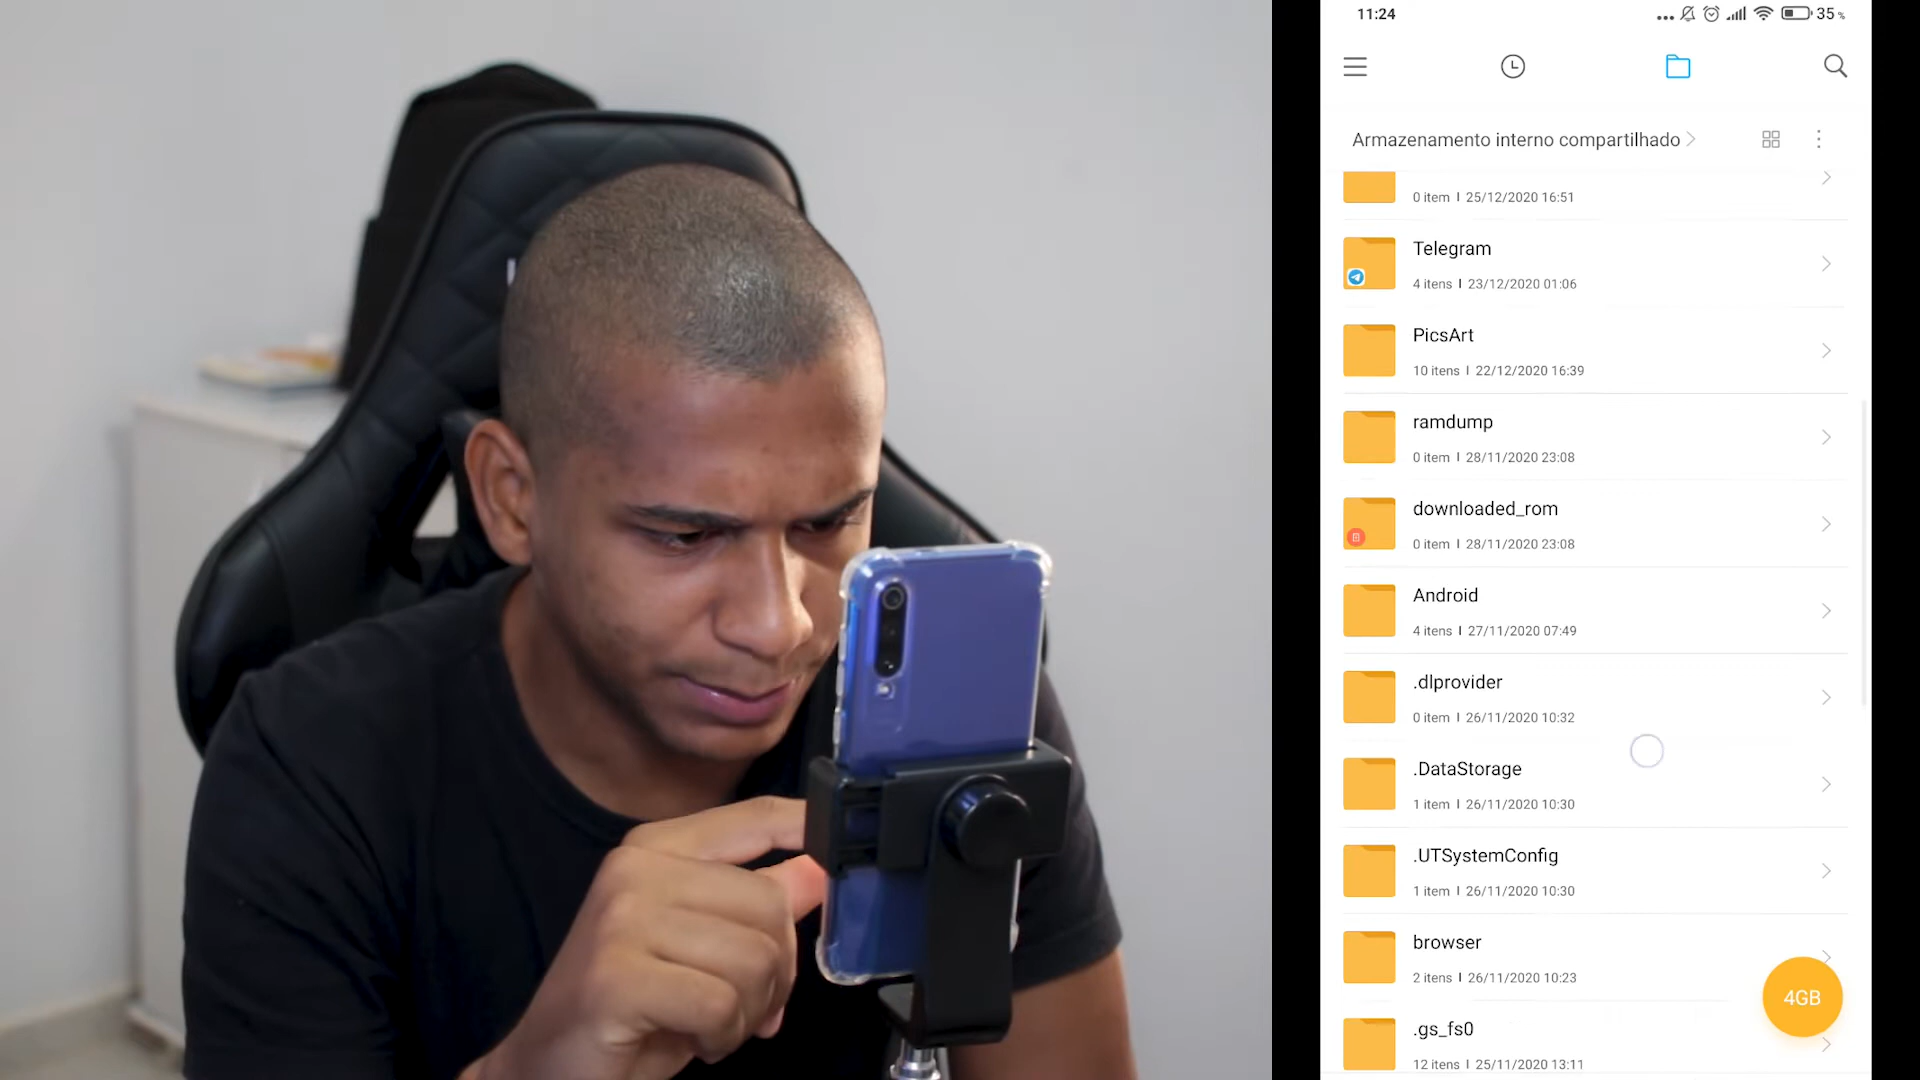 11:24
35 %
Armazenamento interno compartilhado
0 item | 25/12/2020 16:51
Telegram
4 itens | 23/12/2020 01:06
PicsArt
10 itens | 22/12/2020 16:39
ramdump
0 item | 28/11/2020 23:08
downloaded_rom
0 item | 28/11/2020 23:08
Android
4 itens | 27/11/2020 07:49
.dlprovider
0 item | 26/11/2020 10:32
.DataStorage
1 item | 26/11/2020 10:30
.UTSystemConfig
1 item | 26/11/2020 10:30
browser
2 itens | 26/11/2020 10:23
4GB
.gs_fs0
12 itens | 25/11/2020 13:11